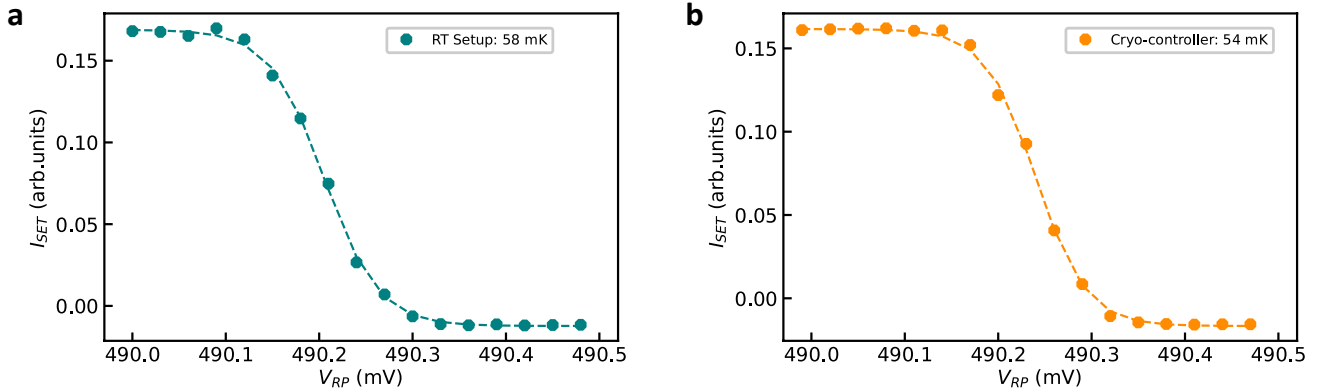 a
RT Setup: 58 mK
0.15
0.10
0.05
0.00
I_SET (arb.units)
490.0 490.1 490.2 490.3 490.4 490.5
V_RP (mV)
b
Cryo-controller: 54 mK
0.15
0.10
0.05
0.00
I_SET (arb.units)
490.0 490.1 490.2 490.3 490.4 490.5
V_RP (mV)